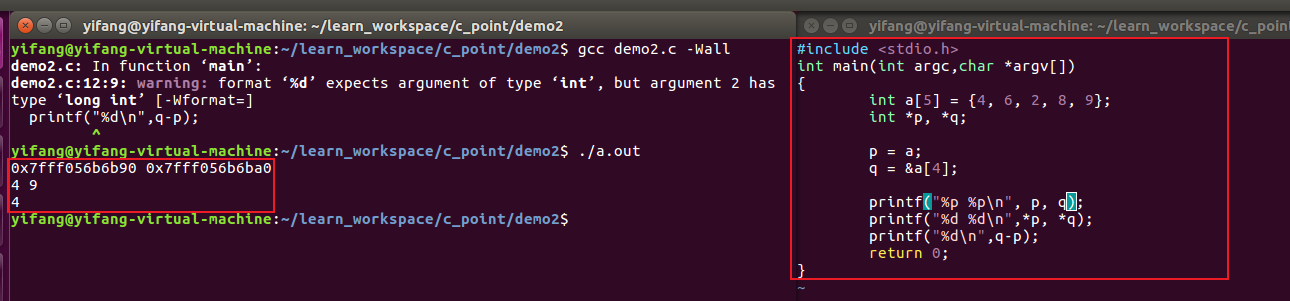 yifang@yifang-virtual-machine: ~/learn_workspace/c_point/demo2
yifang@yifang-virtual-machine:~/learn_workspace/c_point/demo2$ gcc demo2.c -Wall
demo2.c: In function ‘main’:
demo2.c:12:9: warning: format ‘%d’ expects argument of type ‘int’, but argument 2 has
type ‘long int’ [-Wformat=]
printf("%d\n",q-p);
^
yifang@yifang-virtual-machine:~/learn_workspace/c_point/demo2$ ./a.out
0x7fff056b6b90 0x7fff056b6ba0
4 9
4
yifang@yifang-virtual-machine:~/learn_workspace/c_point/demo2$
yifang@yifang-virtual-machine: ~/learn_workspace/c_point
#include <stdio.h>
int main(int argc,char *argv[])
{
int a[5] = {4, 6, 2, 8, 9};
int *p, *q;
p = a;
q = &a[4];
printf("%p %p\n", p, q);
printf("%d %d\n",*p, *q);
printf("%d\n",q-p);
return 0;
}
~